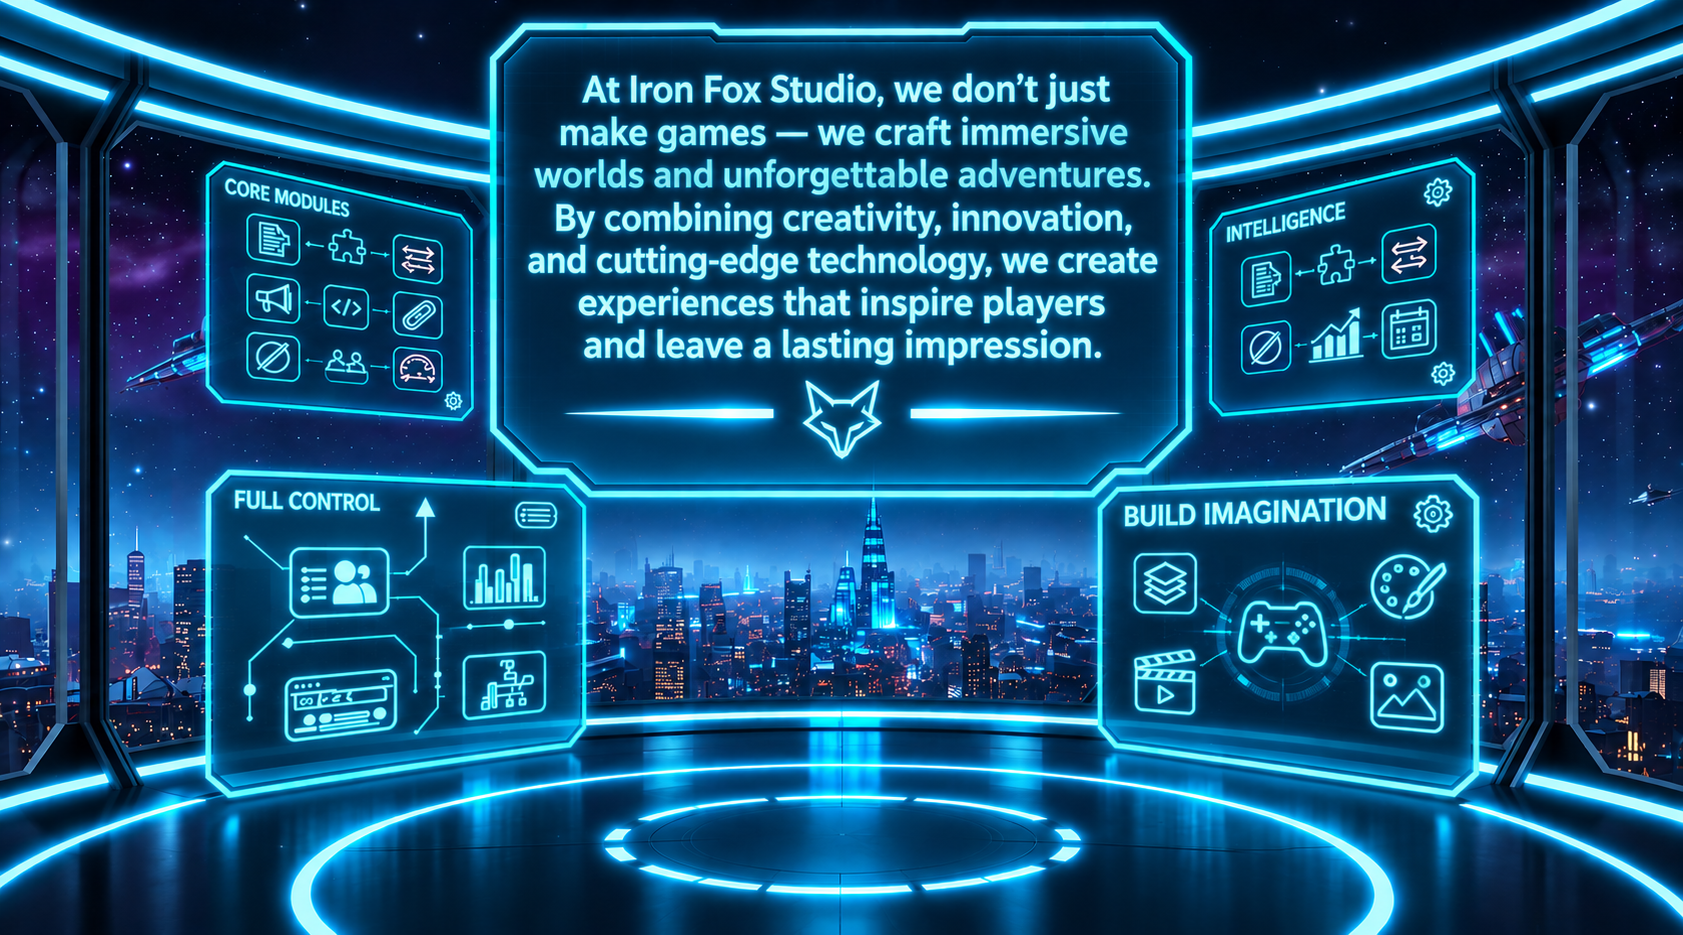 At Iron Fox Studio, we don't just
make games — we craft immersive
worlds and unforgettable adventures.
By combining creativity, innovation,
and cutting-edge technology, we create
experiences that inspire players
and leave a lasting impression.
CORE MODULES
</>
INTELLIGENCE
FULL CONTROL
BUILD IMAGINATION